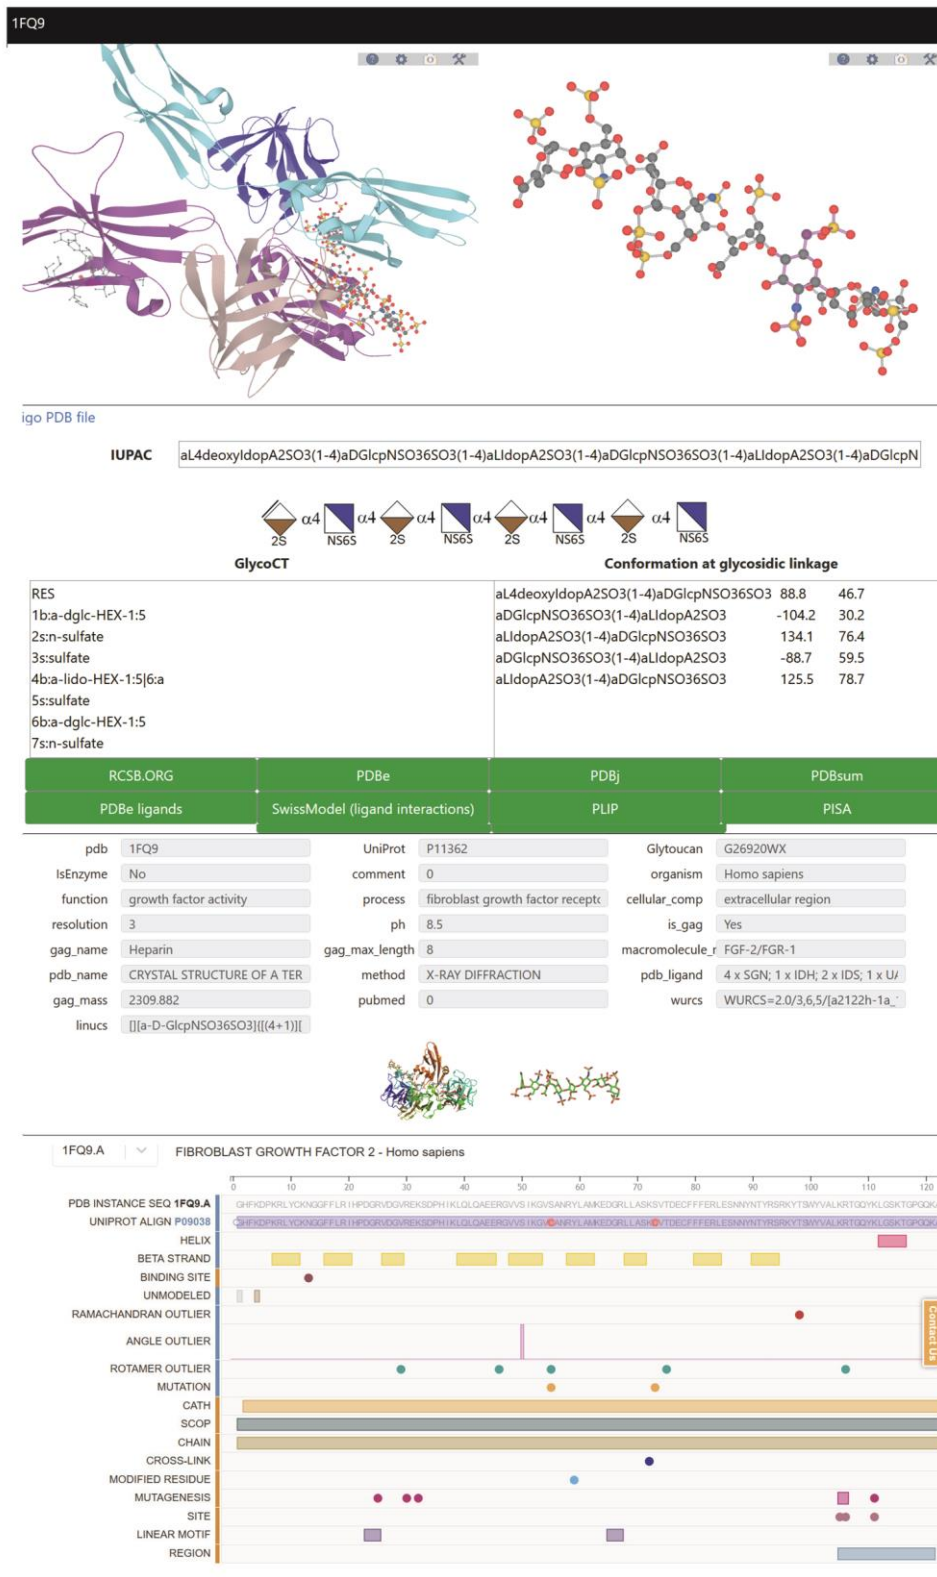 1FQ9
igo PDB file
IUPAC aL4deoxyIdopA2SO3(1-4)aDGlcpNSO36SO3(1-4)aLIdopA2SO3(1-4)aDGlcpNSO36SO3(1-4)aLIdopA2SO3(1-4)aDGlcpNSO36SO3(1-4)aLIdopA2SO3(1-4)aDGlcpN
α4 α4 α4 α4 α4 α4 α4
2S NS6S 2S NS6S 2S NS6S 2S NS6S
GlycoCT Conformation at glycosidic linkage
RES aL4deoxyIdopA2SO3(1-4)aDGlcpNSO36SO3 88.8 46.7
1b:a-dglc-HEX-1:5 aDGlcpNSO36SO3(1-4)aLIdopA2SO3 -104.2 30.2
2s:n-sulfate aLIdopA2SO3(1-4)aDGlcpNSO36SO3 134.1 76.4
3s:sulfate aDGlcpNSO36SO3(1-4)aLIdopA2SO3 -88.7 59.5
4b:a-lido-HEX-1:5|6:a aLIdopA2SO3(1-4)aDGlcpNSO36SO3 125.5 78.7
5s:sulfate
6b:a-dglc-HEX-1:5
7s:n-sulfate
RCSB.ORG PDBe PDBj PDBsum
PDBe ligands SwissModel (ligand interactions) PLIP PISA
pdb 1FQ9 UniProt P11362 Glytoucan G26920WX
IsEnzyme No comment 0 organism Homo sapiens
function growth factor activity process fibroblast growth factor recepto cellular_comp extracellular region
resolution 3 ph 8.5 is_gag Yes
gag_name Heparin gag_max_length 8 macromolecule_r FGF-2/FGR-1
pdb_name CRYSTAL STRUCTURE OF A TER method X-RAY DIFFRACTION pdb_ligand 4 x SGN; 1 x IDH; 2 x IDS; 1 x U
gag_mass 2309.882 pubmed 0 wurcs WURCS=2.0/3,6,5/[a2122h-1a_
linucs [][a-D-GlcpNSO36SO3]{[(4+1)][
1FQ9.A FIBROBLAST GROWTH FACTOR 2 - Homo sapiens
0 10 20 30 40 50 60 70 80 90 100 110 120
PDB INSTANCE SEQ 1FQ9.A
UNIPROT ALIGN P09038
HELIX
BETA STRAND
BINDING SITE
UNMODELED
RAMACHANDRAN OUTLIER
ANGLE OUTLIER
ROTAMER OUTLIER
MUTATION
CATH
SCOP
CHAIN
CROSS-LINK
MODIFIED RESIDUE
MUTAGENESIS
SITE
LINEAR MOTIF
REGION
Contact Us